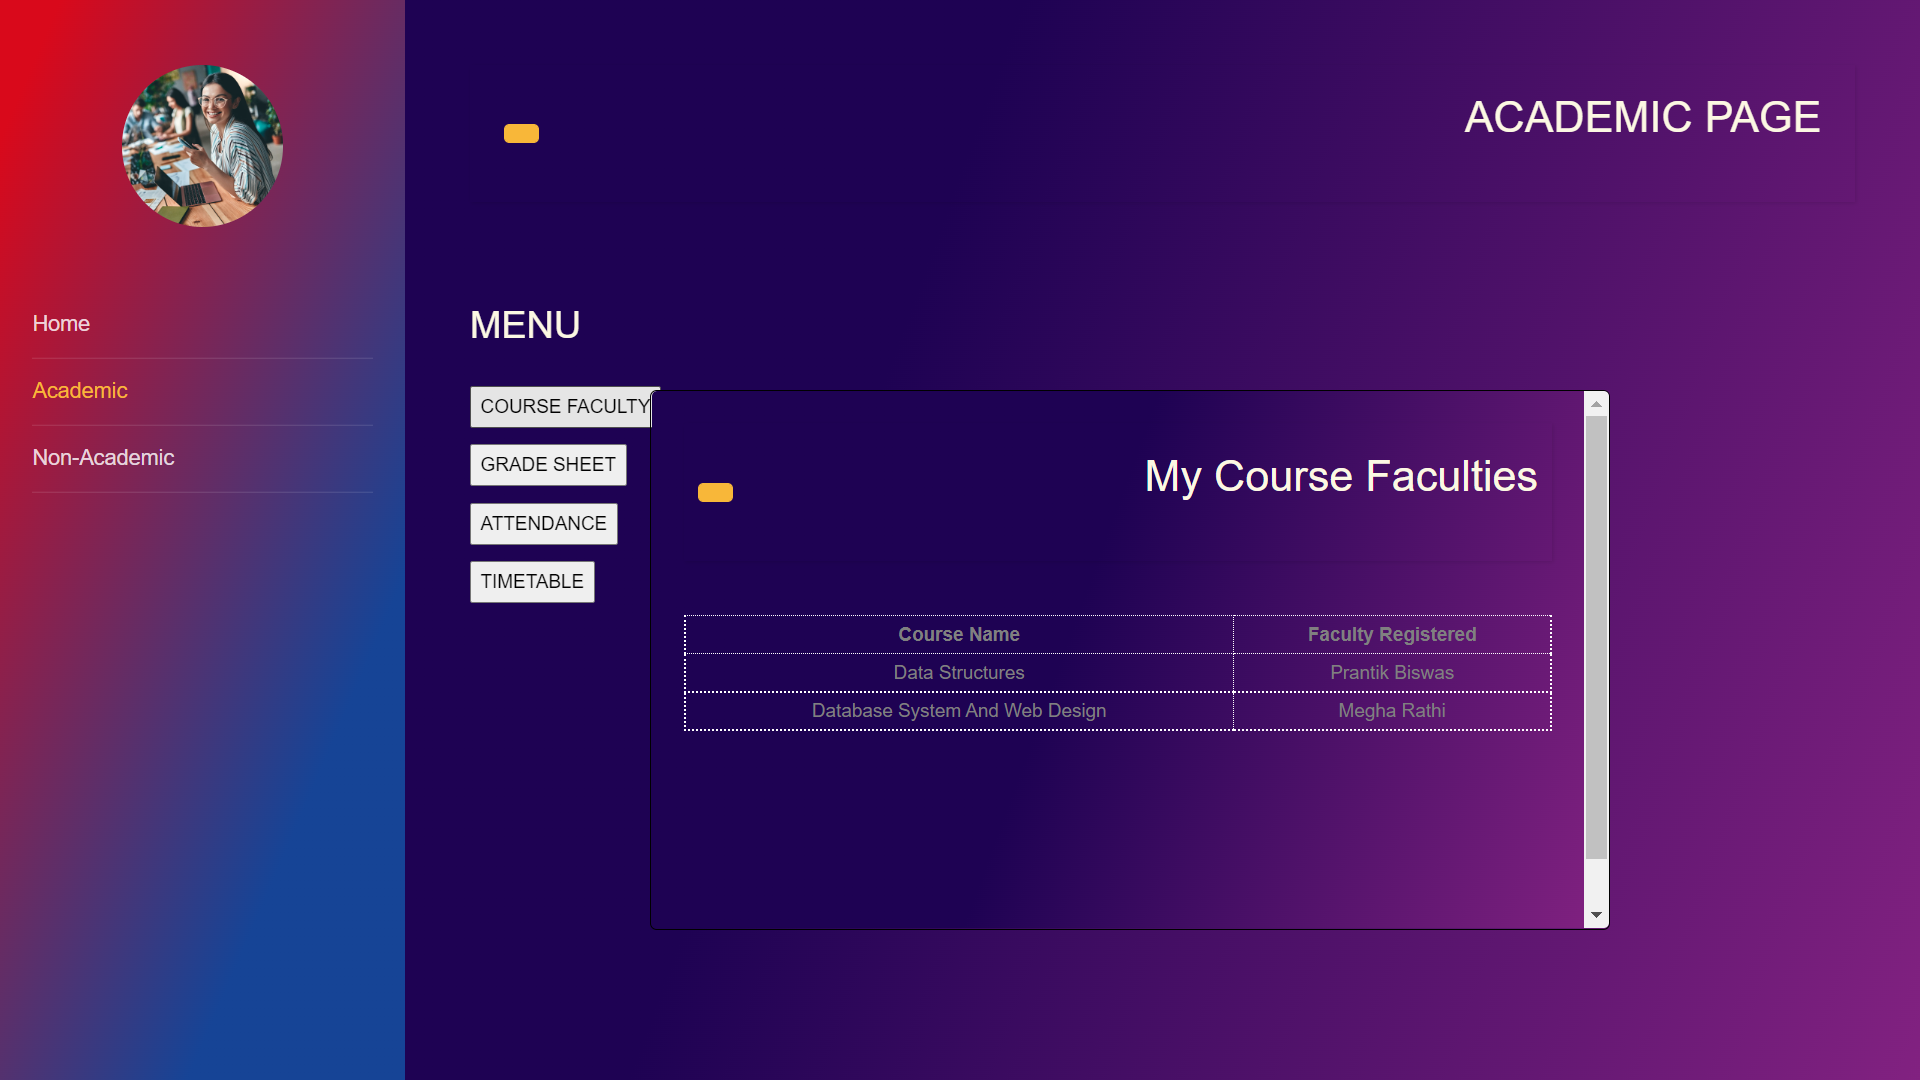 ACADEMIC PAGE
Home
Academic
Non-Academic
MENU
COURSE FACULTY
GRADE SHEET
ATTENDANCE
TIMETABLE
My Course Faculties
Course Name Faculty Registered
Data Structures Prantik Biswas
Database System And Web Design Megha Rathi